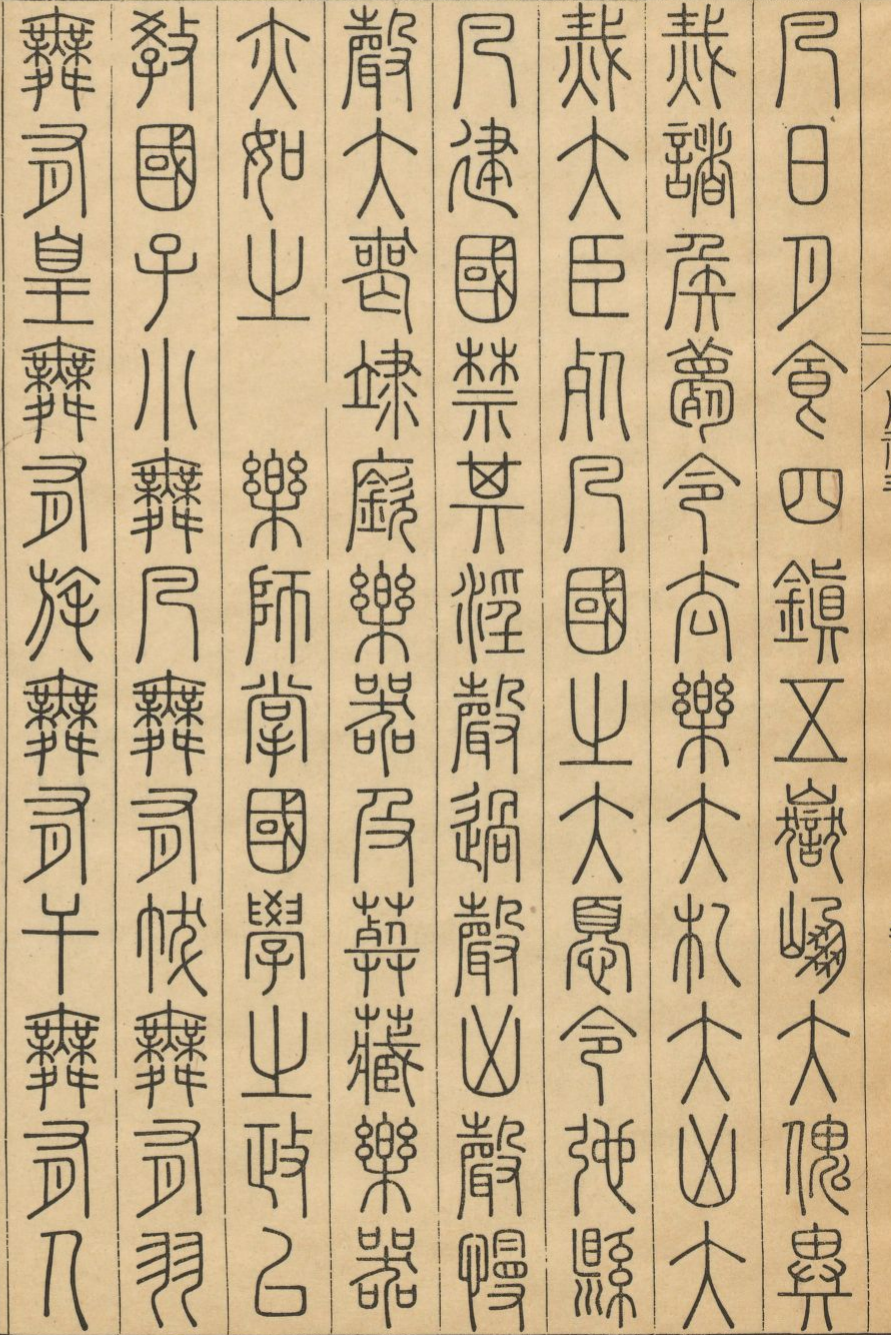 凡日月食四鎮五嶽崩大傀異
烖諸侯薨令去樂大札大凶大
烖大臣死凡國之大憂令弛縣
凡建國禁其淫聲過聲凶聲慢
聲大喪䇐廞樂器及葬藏樂器
亦如之　樂師掌國學之政以
教國子小舞凡舞有帗舞有羽
舞有皇舞有旄舞有干舞有人